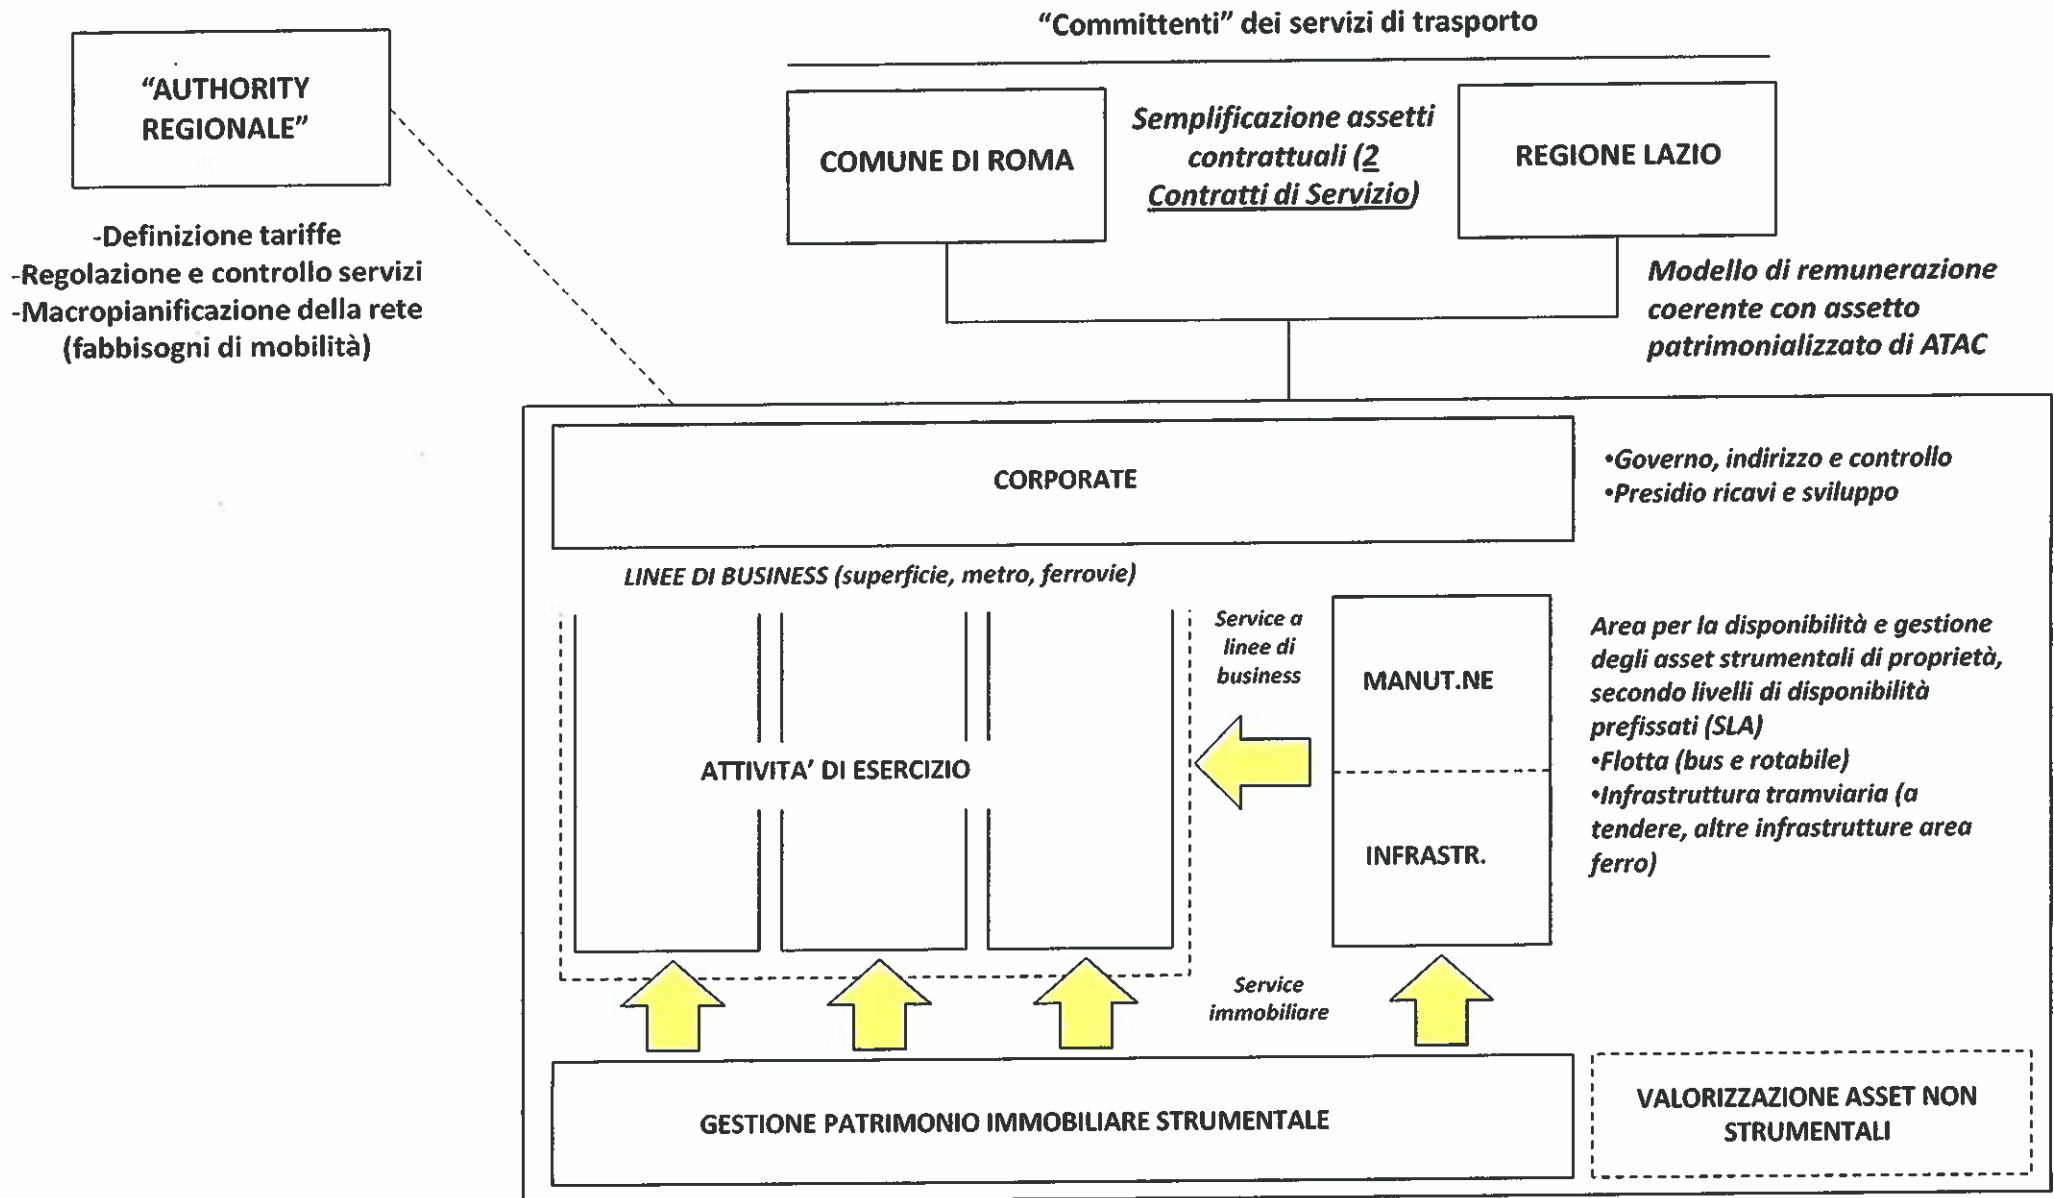 “Committenti” dei servizi di trasporto
“AUTHORITY
REGIONALE”
-Definizione tariffe
-Regolazione e controllo servizi
-Macropianificazione della rete
(fabbisogni di mobilità)
COMUNE DI ROMA
Semplificazione assetti
contrattuali (2
Contratti di Servizio)
REGIONE LAZIO
Modello di remunerazione
coerente con assetto
patrimonializzato di ATAC
CORPORATE
•Governo, indirizzo e controllo
•Presidio ricavi e sviluppo
LINEE DI BUSINESS (superficie, metro, ferrovie)
ATTIVITA’ DI ESERCIZIO
Service a
linee di
business
MANUT.NE
INFRASTR.
Area per la disponibilità e gestione
degli asset strumentali di proprietà,
secondo livelli di disponibilità
prefissati (SLA)
•Flotta (bus e rotabile)
•Infrastruttura tramviaria (a
tendere, altre infrastrutture area
ferro)
Service
immobiliare
GESTIONE PATRIMONIO IMMOBILIARE STRUMENTALE
VALORIZZAZIONE ASSET NON
STRUMENTALI